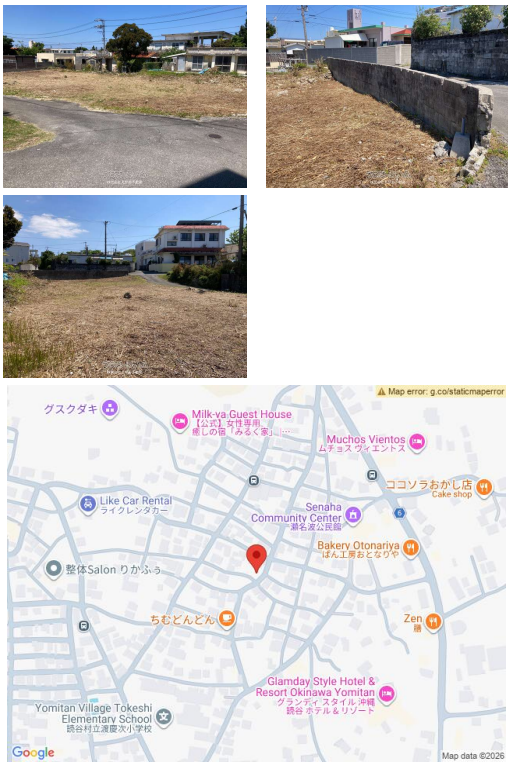 Map error: g.co/staticmaperror
グスクダキ
Milk-ya Guest House
【公式】女性専用
癒しの宿「みるく家」 |…
Muchos Vientos
ムチョス ヴィエントス
ココソラおかし店
Cake shop
Like Car Rental
ライクレンタカー
Senaha
Community Center
瀬名波公民館
6
Bakery Otonariya
ぱん工房おとなりや
整体Salon りかふぅ
ちむどんどん
Zen
膳
Glamday Style Hotel &
Resort Okinawa Yomitan
グランディスタイル 沖縄
読谷 ホテル&リゾート
Yomitan Village Tokeshi
Elementary School
読谷村立渡慶次小学校
Google
Map data ©2026